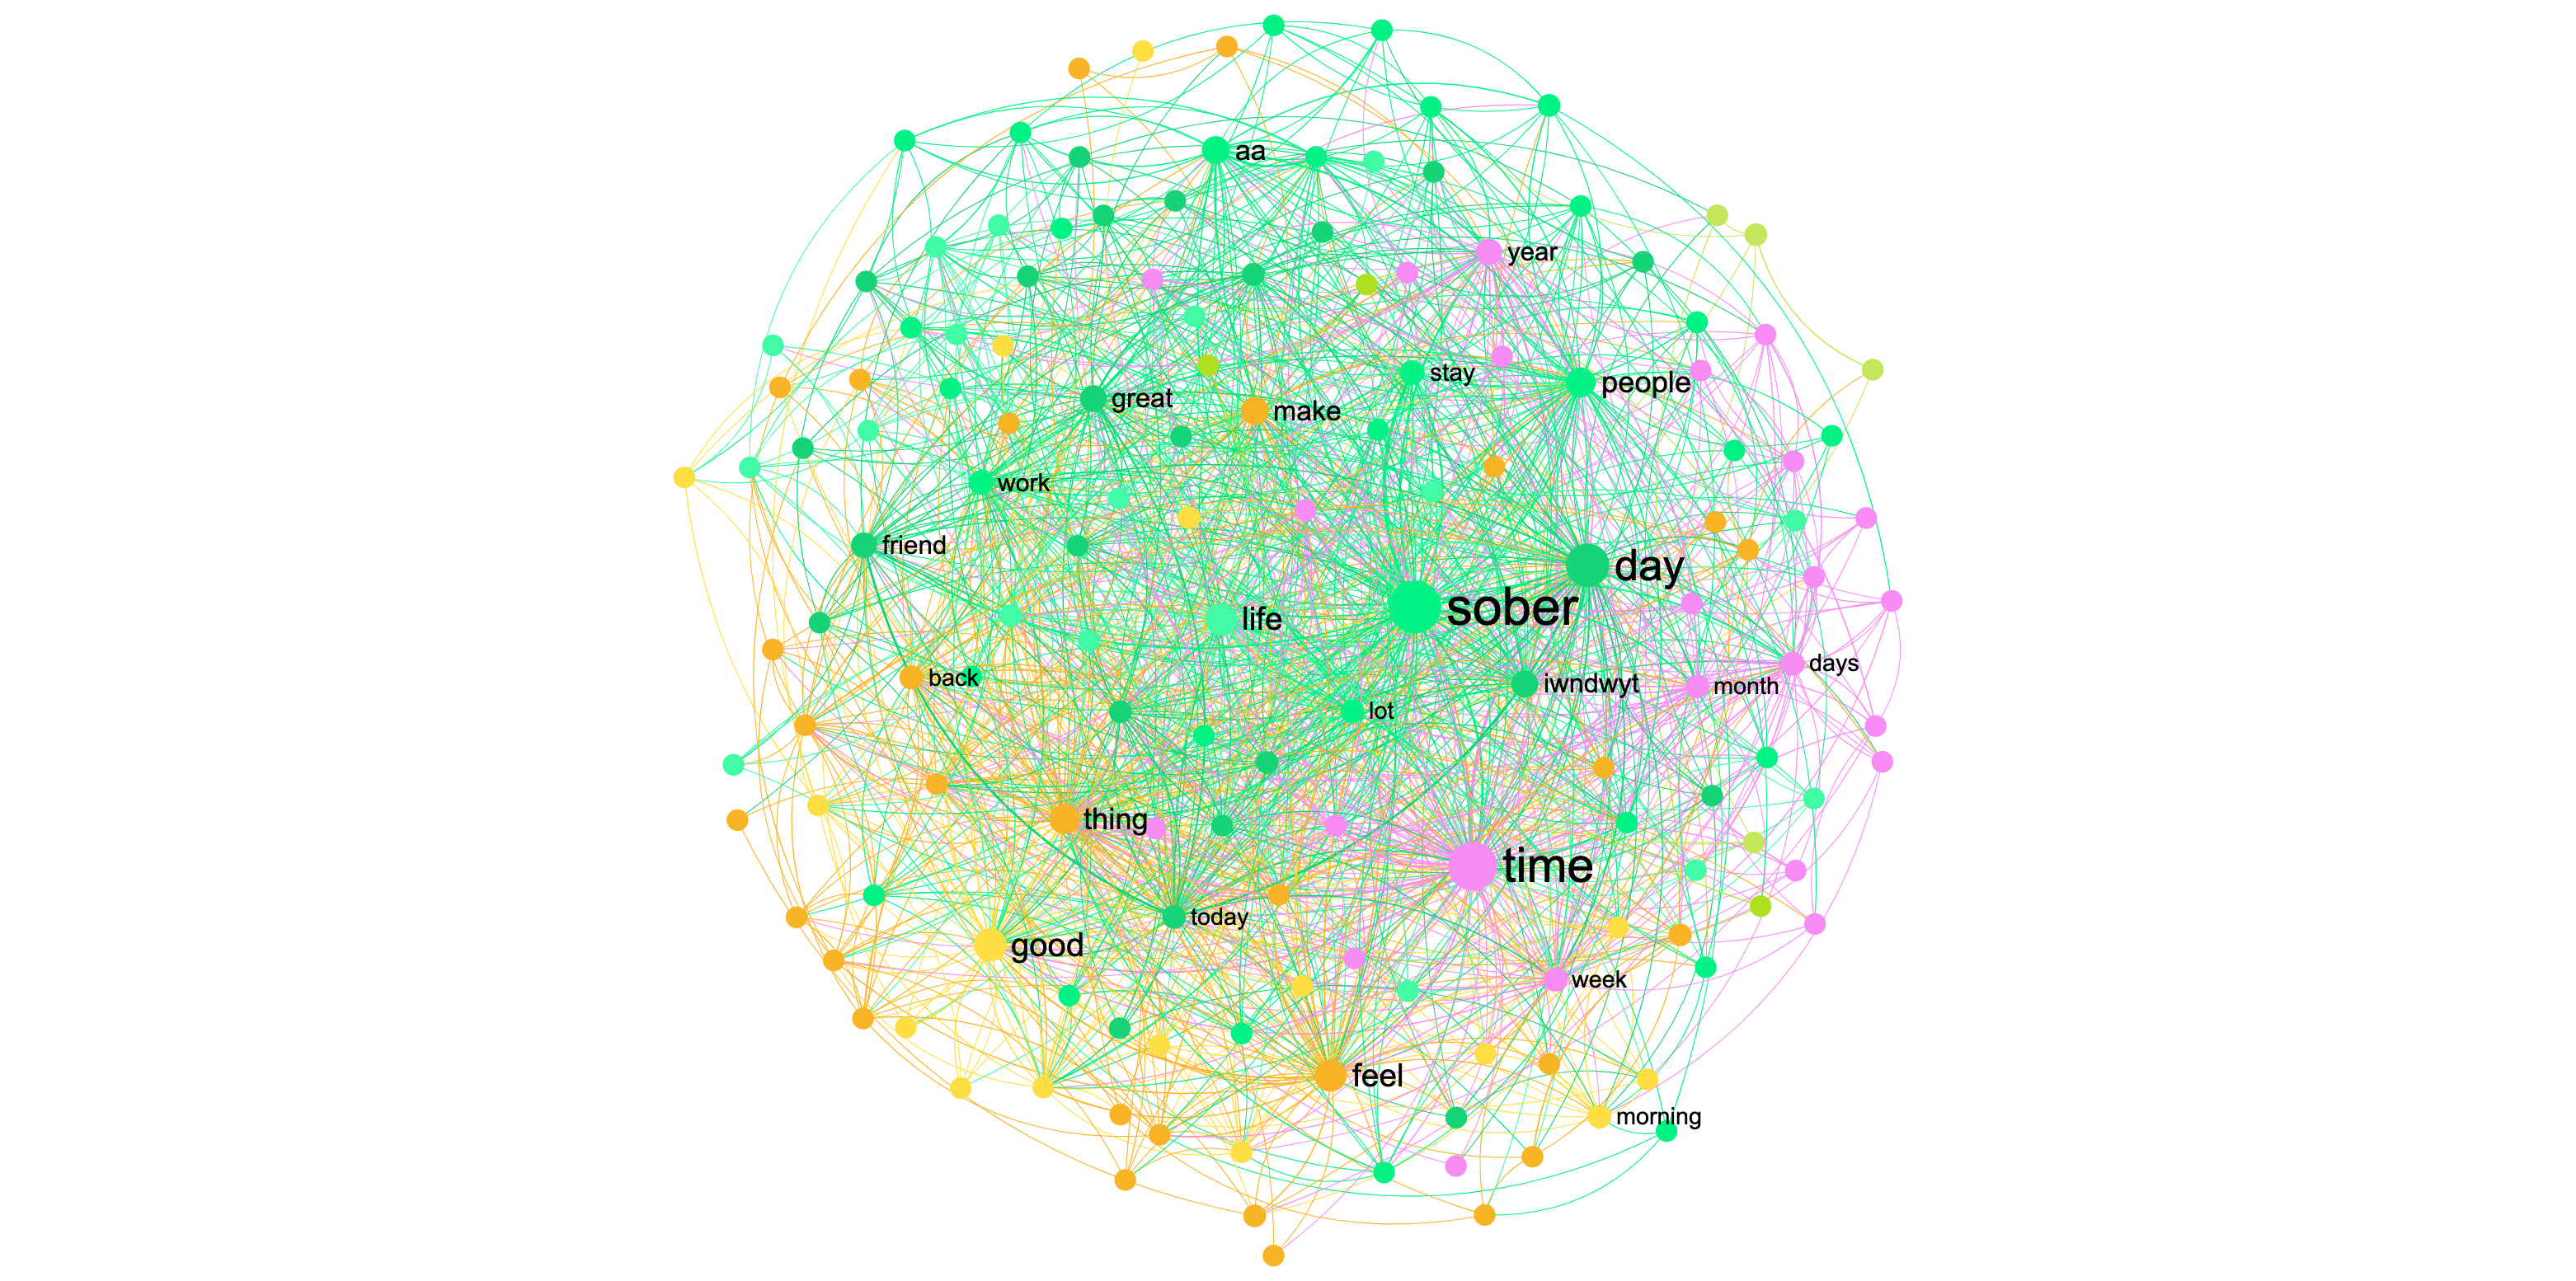 aa
year
stay
people
great
make
work
friend
day
sober
life
days
back
iwndwyt
month
lot
thing
time
today
good
week
feel
morning